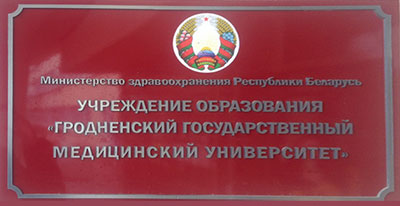 Министерство здравоохранения Республики Беларусь
УЧРЕЖДЕНИЕ ОБРАЗОВАНИЯ
«ГРОДНЕНСКИЙ ГОСУДАРСТВЕННЫЙ
МЕДИЦИНСКИЙ УНИВЕРСИТЕТ»